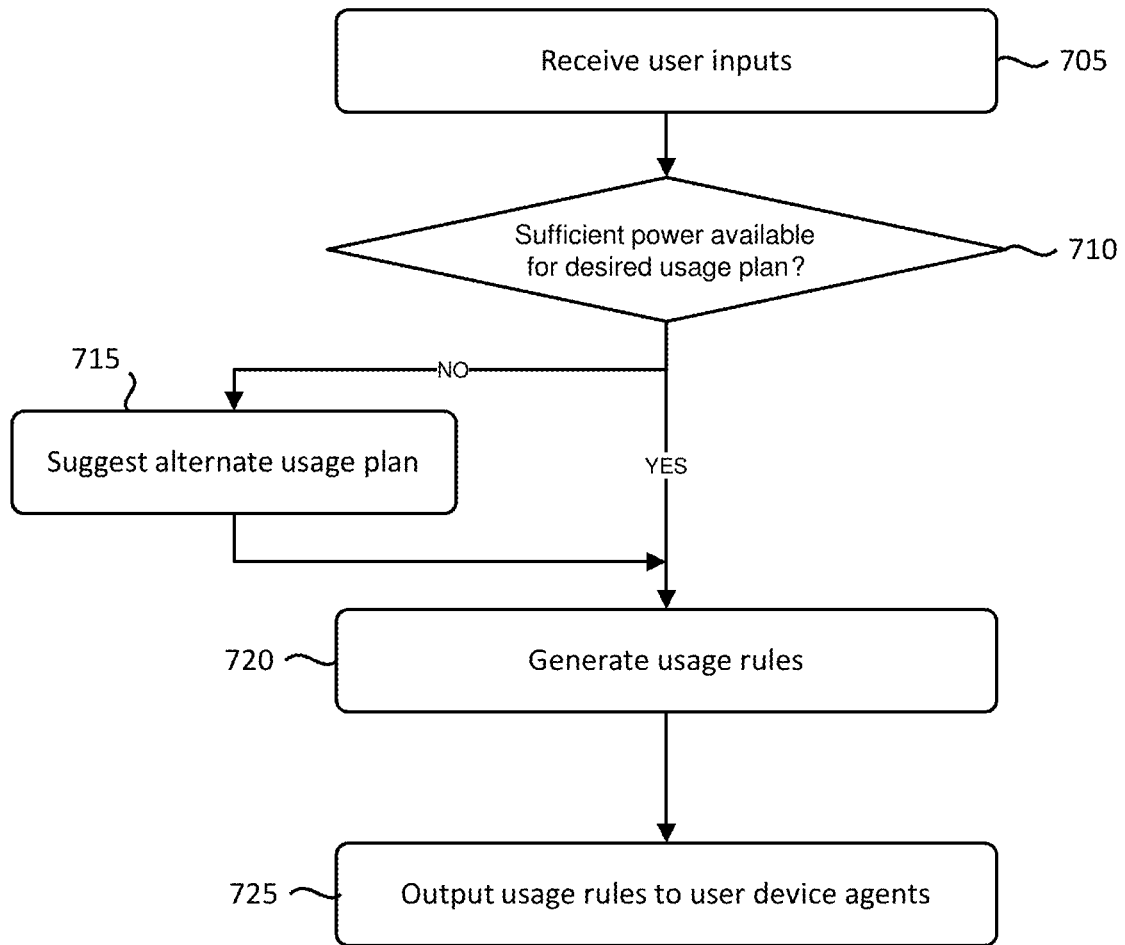 Receive user inputs
705
Sufficient power available
for desired usage plan?
710
NO
715
Suggest alternate usage plan
YES
720
Generate usage rules
725
Output usage rules to user device agents